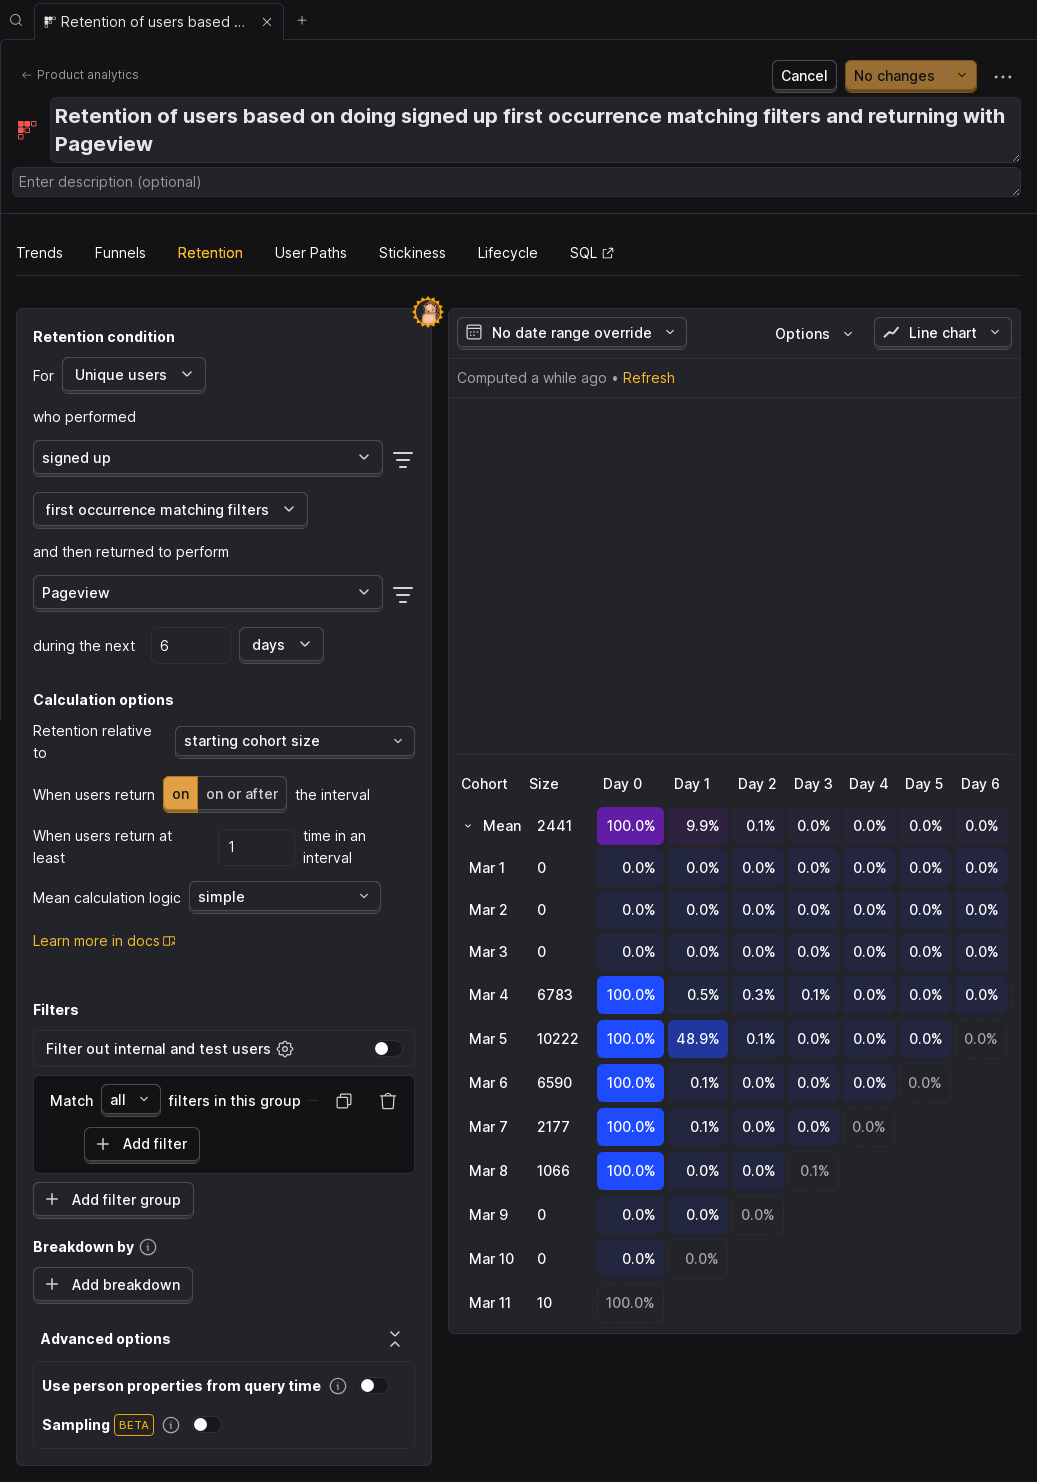 Retention of users based ...
Product analytics
Cancel
No changes
Retention of users based on doing signed up first occurrence matching filters and returning with
Pageview
Enter description (optional)
Trends Funnels Retention User Paths Stickiness Lifecycle SQL
Retention condition
For Unique users
who performed
signed up
first occurrence matching filters
and then returned to perform
Pageview
during the next 6 days
Calculation options
Retention relative
to
starting cohort size
When users return on on or after the interval
When users return at
least
1
time in an
interval
Mean calculation logic simple
Learn more in docs
Filters
Filter out internal and test users
Match all filters in this group
Add filter
Add filter group
Breakdown by
Add breakdown
Advanced options
Use person properties from query time
Sampling BETA
No date range override Options Line chart
Computed a while ago • Refresh
Cohort Size Day 0 Day 1 Day 2 Day 3 Day 4 Day 5 Day 6
Mean 2441 100.0% 9.9% 0.1% 0.0% 0.0% 0.0% 0.0%
Mar 1 0 0.0% 0.0% 0.0% 0.0% 0.0% 0.0% 0.0%
Mar 2 0 0.0% 0.0% 0.0% 0.0% 0.0% 0.0% 0.0%
Mar 3 0 0.0% 0.0% 0.0% 0.0% 0.0% 0.0% 0.0%
Mar 4 6783 100.0% 0.5% 0.3% 0.1% 0.0% 0.0% 0.0%
Mar 5 10222 100.0% 48.9% 0.1% 0.0% 0.0% 0.0% 0.0%
Mar 6 6590 100.0% 0.1% 0.0% 0.0% 0.0% 0.0%
Mar 7 2177 100.0% 0.1% 0.0% 0.0% 0.0%
Mar 8 1066 100.0% 0.0% 0.0% 0.1%
Mar 9 0 0.0% 0.0% 0.0%
Mar 10 0 0.0% 0.0%
Mar 11 10 100.0%